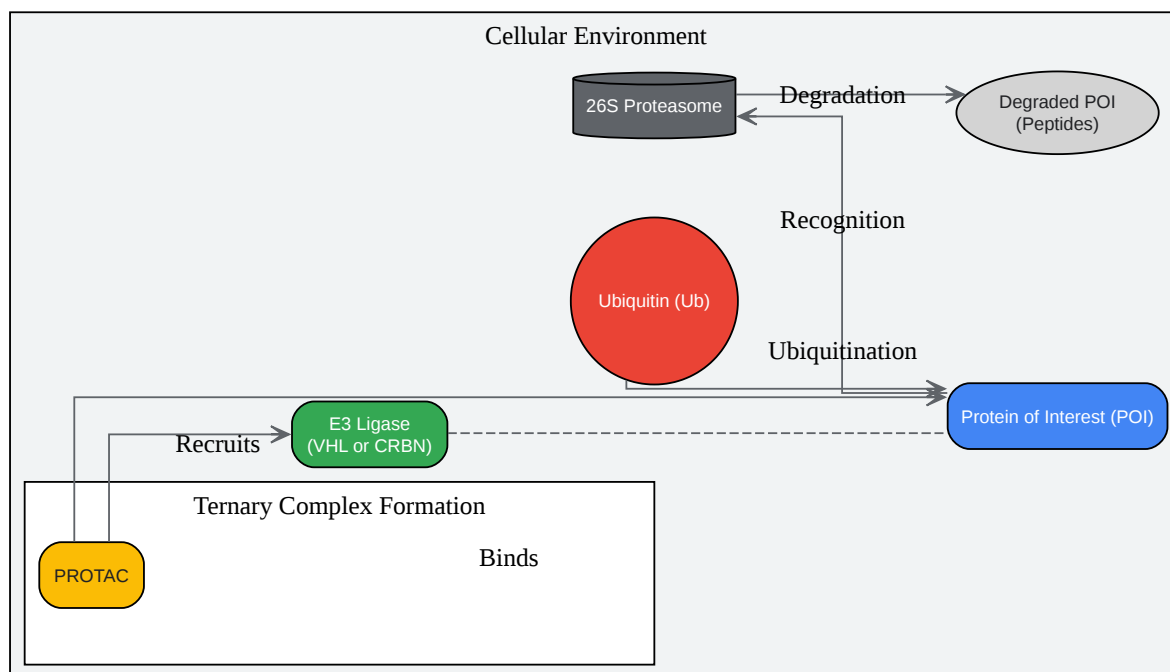 Cellular Environment
26S Proteasome
Degradation
Degraded POI
(Peptides)
Recognition
Ubiquitin (Ub)
Ubiquitination
E3 Ligase
(VHL or CRBN)
Protein of Interest (POI)
Recruits
Ternary Complex Formation
Binds
PROTAC